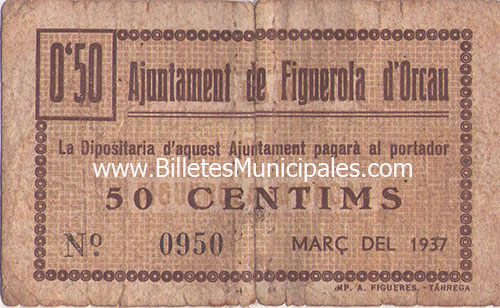 0'50
Ajuntament de Figuerola d'Orcau
La Dipositaria d'aquest Ajuntament pagarà al portador
www.BilletesMunicipales.com
50 CENTIMS
Nº 0950
MARÇ DEL 1937
IMP. A. FIGUERES. - TÀRREGA